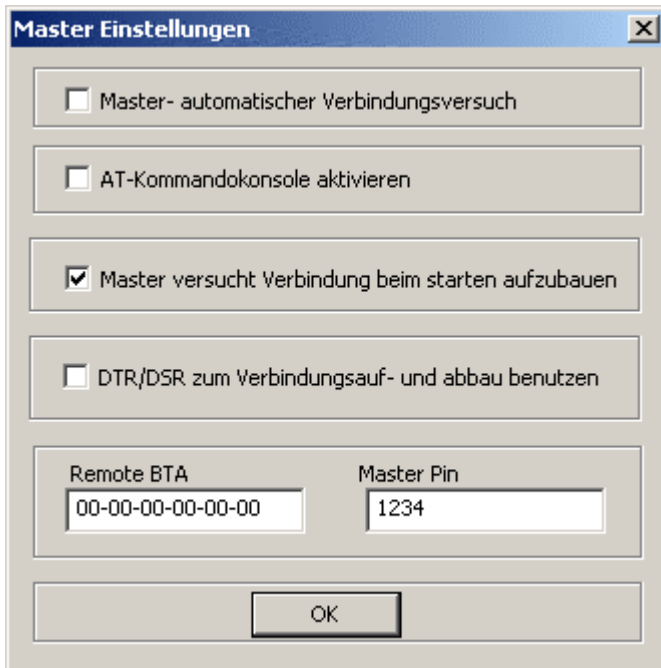 Master Einstellungen
Master- automatischer Verbindungsversuch
AT-Kommandokonsole aktivieren
Master versucht Verbindung beim starten aufzubauen
DTR/DSR zum Verbindungsauf- und abbau benutzen
Remote BTA
Master Pin
00-00-00-00-00-00
1234
OK